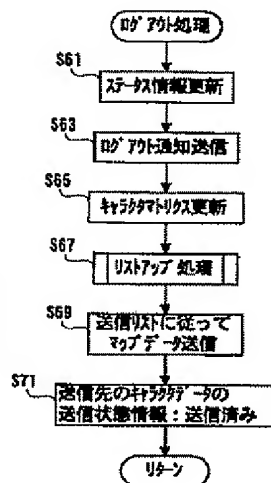 ログアウト処理
S61
ステータス情報更新
S63
ログアウト通知送信
S65
キャラクタマトリクス更新
S67
リストアップ処理
S69
送信リストに従って
マップデータ送信
S71
送信先のキャラクタデータの
送信状態情報：送信済み
リターン